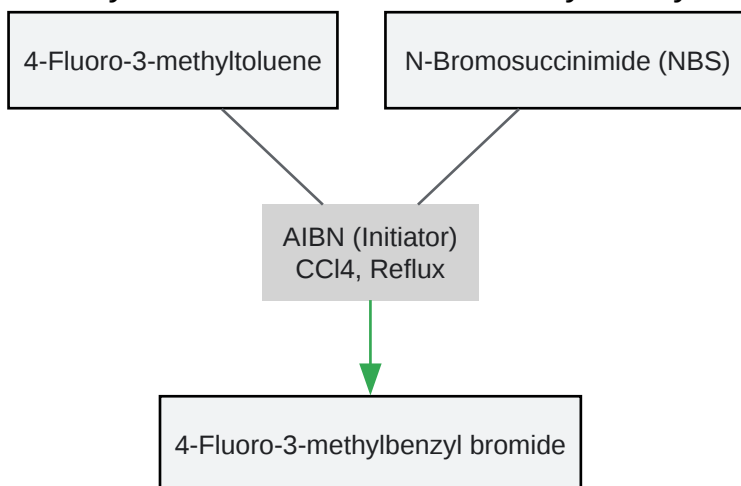 4-Fluoro-3-methyltoluene
N-Bromosuccinimide (NBS)
AIBN (Initiator)
CCl4, Reflux
4-Fluoro-3-methylbenzyl bromide